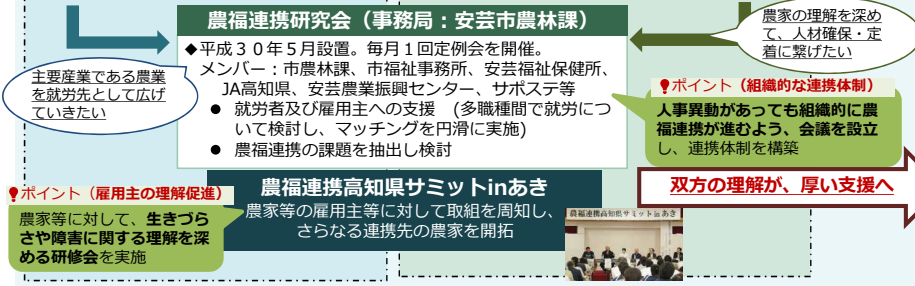 農福連携研究会（事務局：安芸市農林課）
◆平成３０年５月設置。毎月１回定例会を開催。
メンバー：市農林課、市福祉事務所、安芸福祉保健所、
JA高知県、安芸農業振興センター、サポステ等
● 就労者及び雇用主への支援　(多職種間で就労につ
いて検討し、マッチングを円滑に実施)
● 農福連携の課題を抽出し検討
主要産業である農業
を就労先として広げ
ていきたい
農家の理解を深め
て、人材確保・定
着に繋げたい
ポイント（組織的な連携体制）
人事異動があっても組織的に農
福連携が進むよう、会議を設立
し、連携体制を構築
双方の理解が、厚い支援へ
ポイント（雇用主の理解促進）
農家等に対して、生きづら
さや障害に関する理解を深
める研修会を実施
農福連携高知県サミットinあき
農家等の雇用主等に対して取組を周知し、
さらなる連携先の農家を開拓
農福連携高知県サミットinあき